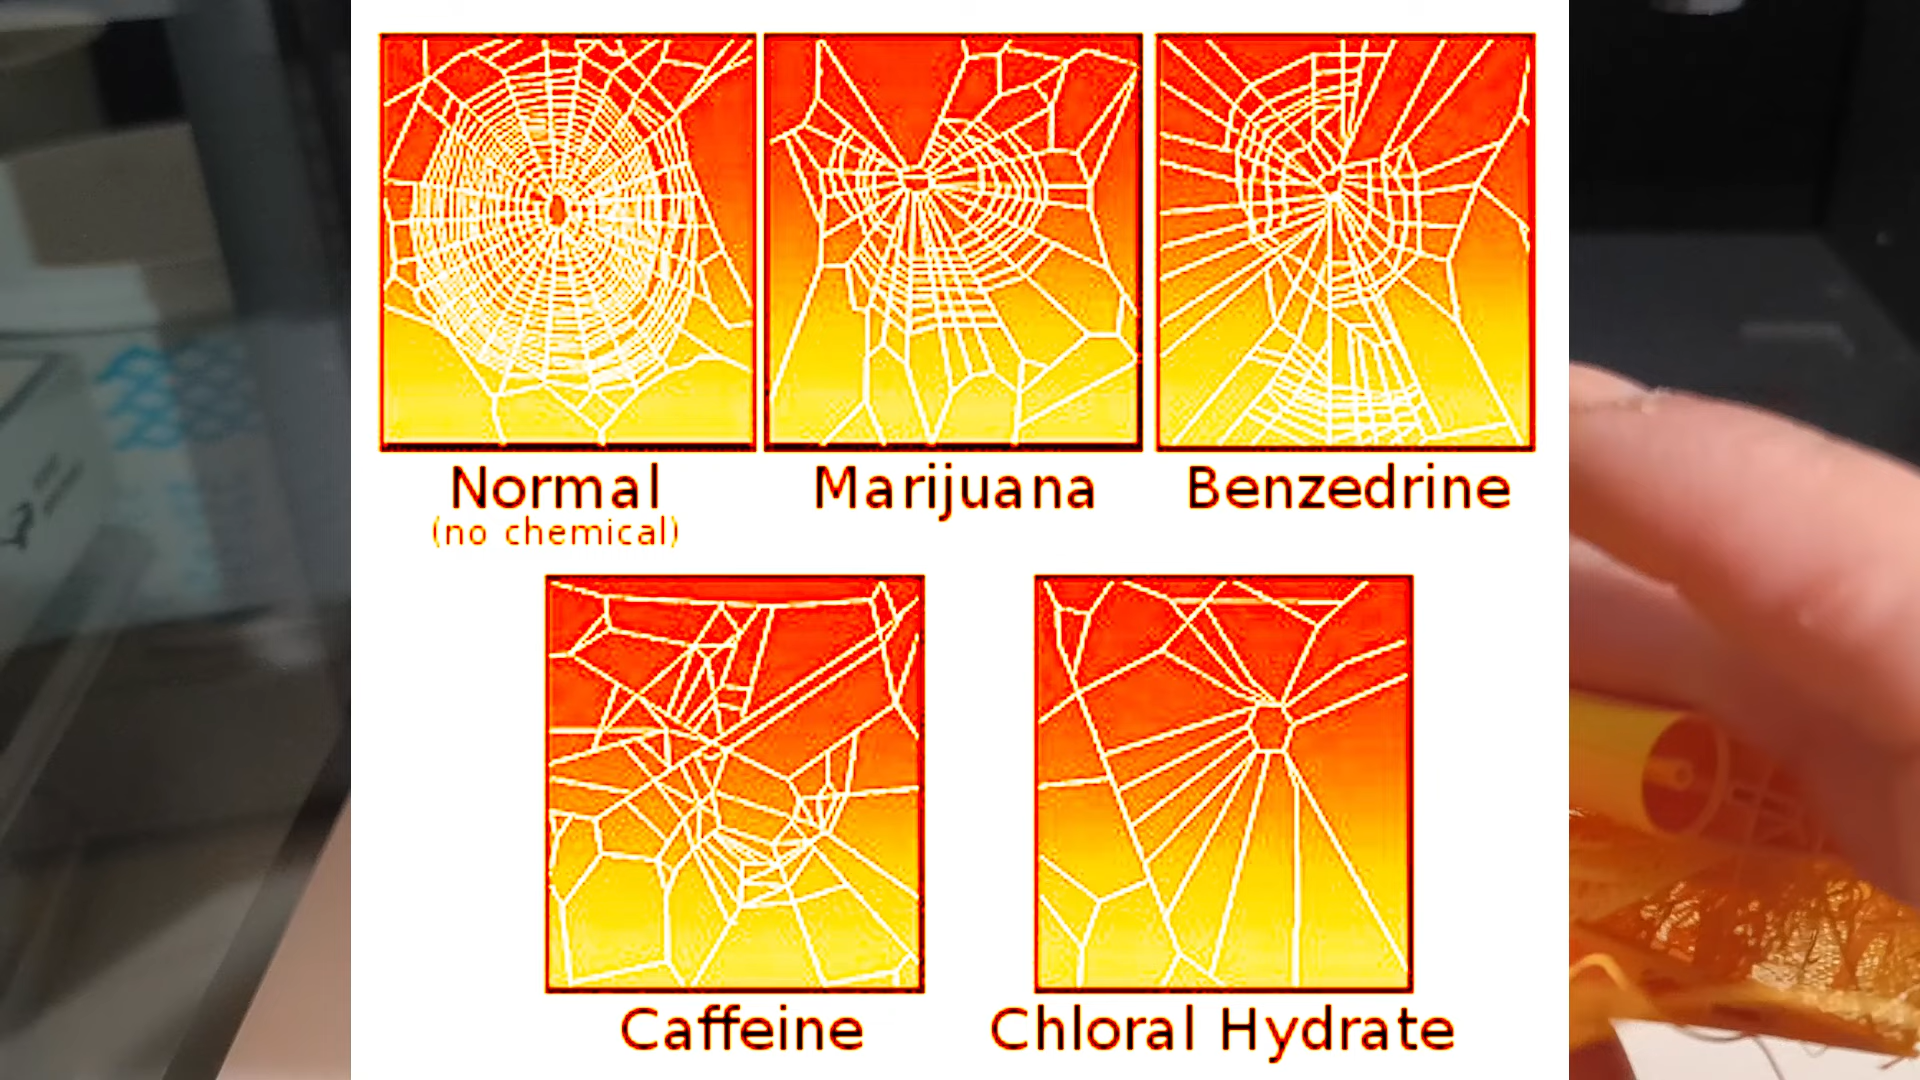 Normal
(no chemical)
Marijuana
Benzedrine
Caffeine
Chloral Hydrate